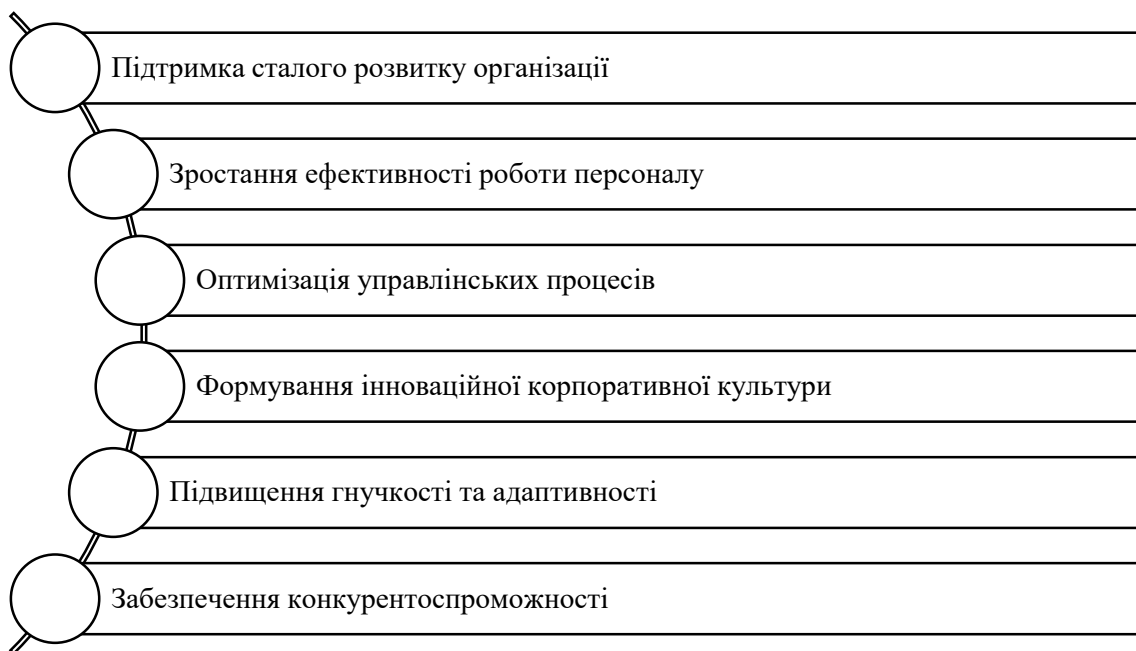 Підтримка сталого розвитку організації
Зростання ефективності роботи персоналу
Оптимізація управлінських процесів
Формування інноваційної корпоративної культури
Підвищення гнучкості та адаптивності
Забезпечення конкурентоспроможності